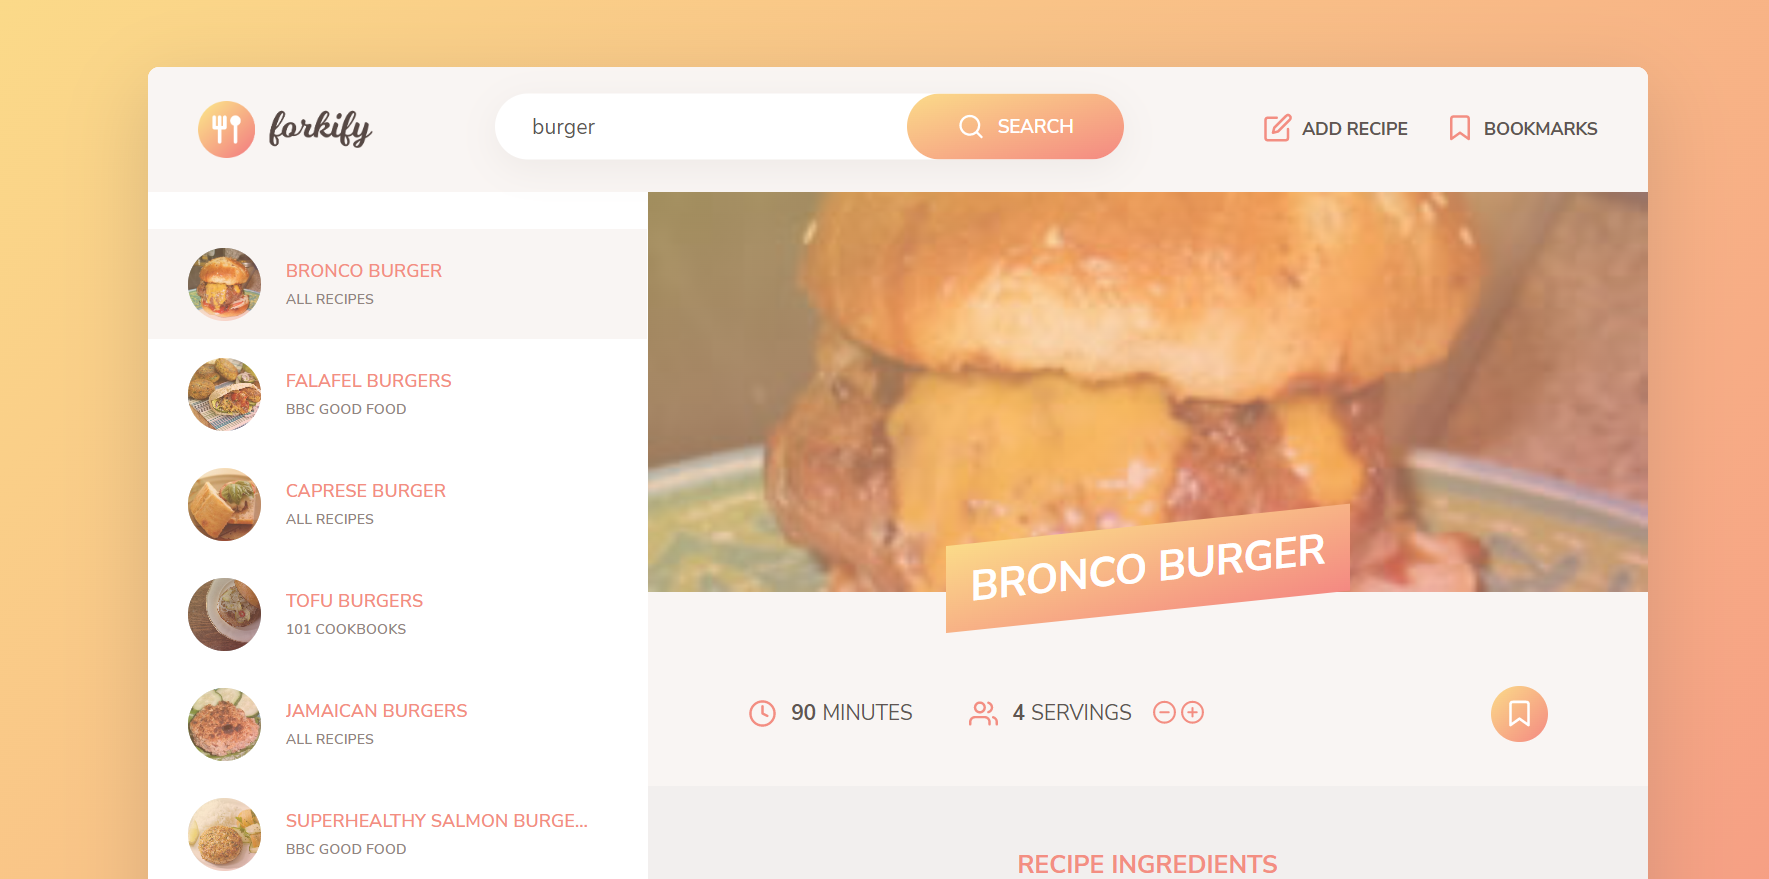 forkify
burger
SEARCH
ADD RECIPE
BOOKMARKS
BRONCO BURGER
ALL RECIPES
FALAFEL BURGERS
BBC GOOD FOOD
CAPRESE BURGER
ALL RECIPES
TOFU BURGERS
101 COOKBOOKS
JAMAICAN BURGERS
ALL RECIPES
SUPERHEALTHY SALMON BURGE...
BBC GOOD FOOD
BRONCO BURGER
90 MINUTES
4 SERVINGS
RECIPE INGREDIENTS